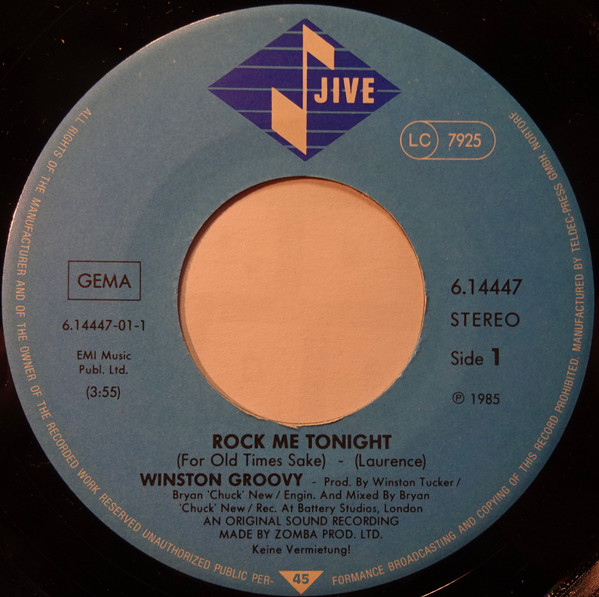 JIVE
LC 7925
GEMA
6.14447-01-1
EMI Music
Publ. Ltd.
(3:55)
6.14447
STEREO
Side 1
℗ 1985
ROCK ME TONIGHT
(For Old Times Sake) - (Laurence)
WINSTON GROOVY - Prod. By Winston Tucker /
Bryan 'Chuck' New / Engin. And Mixed By Bryan
'Chuck' New / Rec. At Battery Studios, London
AN ORIGINAL SOUND RECORDING
MADE BY ZOMBA PROD. LTD.
Keine Vermietung!
45
ALL RIGHTS OF THE MANUFACTURER AND OF THE OWNER OF THE RECORDED WORK RESERVED UNAUTHORIZED PUBLIC PER-
FORMANCE BROADCASTING AND COPYING OF THIS RECORD PROHIBITED. MANUFACTURED BY TELDEC-PRESS GMBH, NORTORF